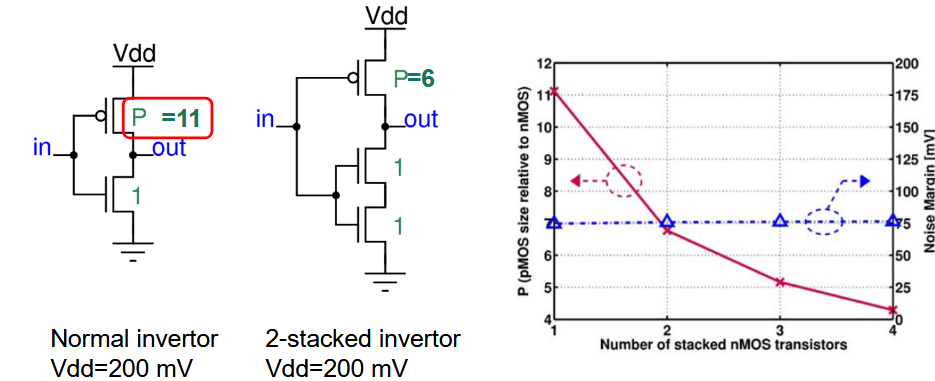 Vdd
P =11
in
out
1
Normal invertor
Vdd=200 mV
Vdd
P=6
in
out
1
1
2-stacked invertor
Vdd=200 mV
P (pMOS size relative to nMOS)
12
11
10
9
8
7
6
5
4
1
2
3
4
Number of stacked nMOS transistors
200
175
150
125
100
75
50
25
0
Noise Margin [mV]